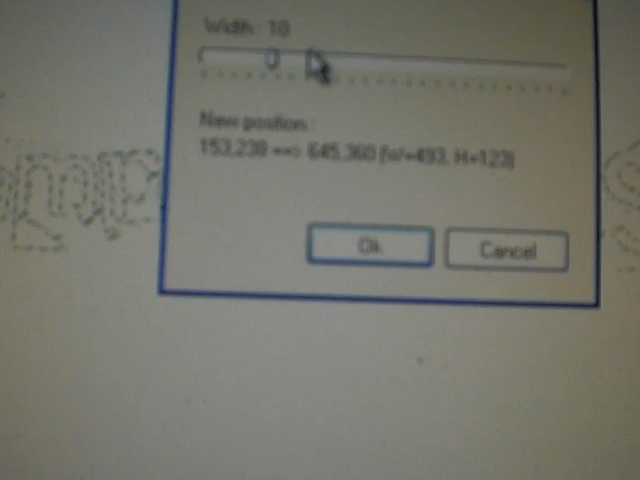 Width : 10
New position :
153,238 ==> 645,360 (W=493, H=123)
Ok
Cancel